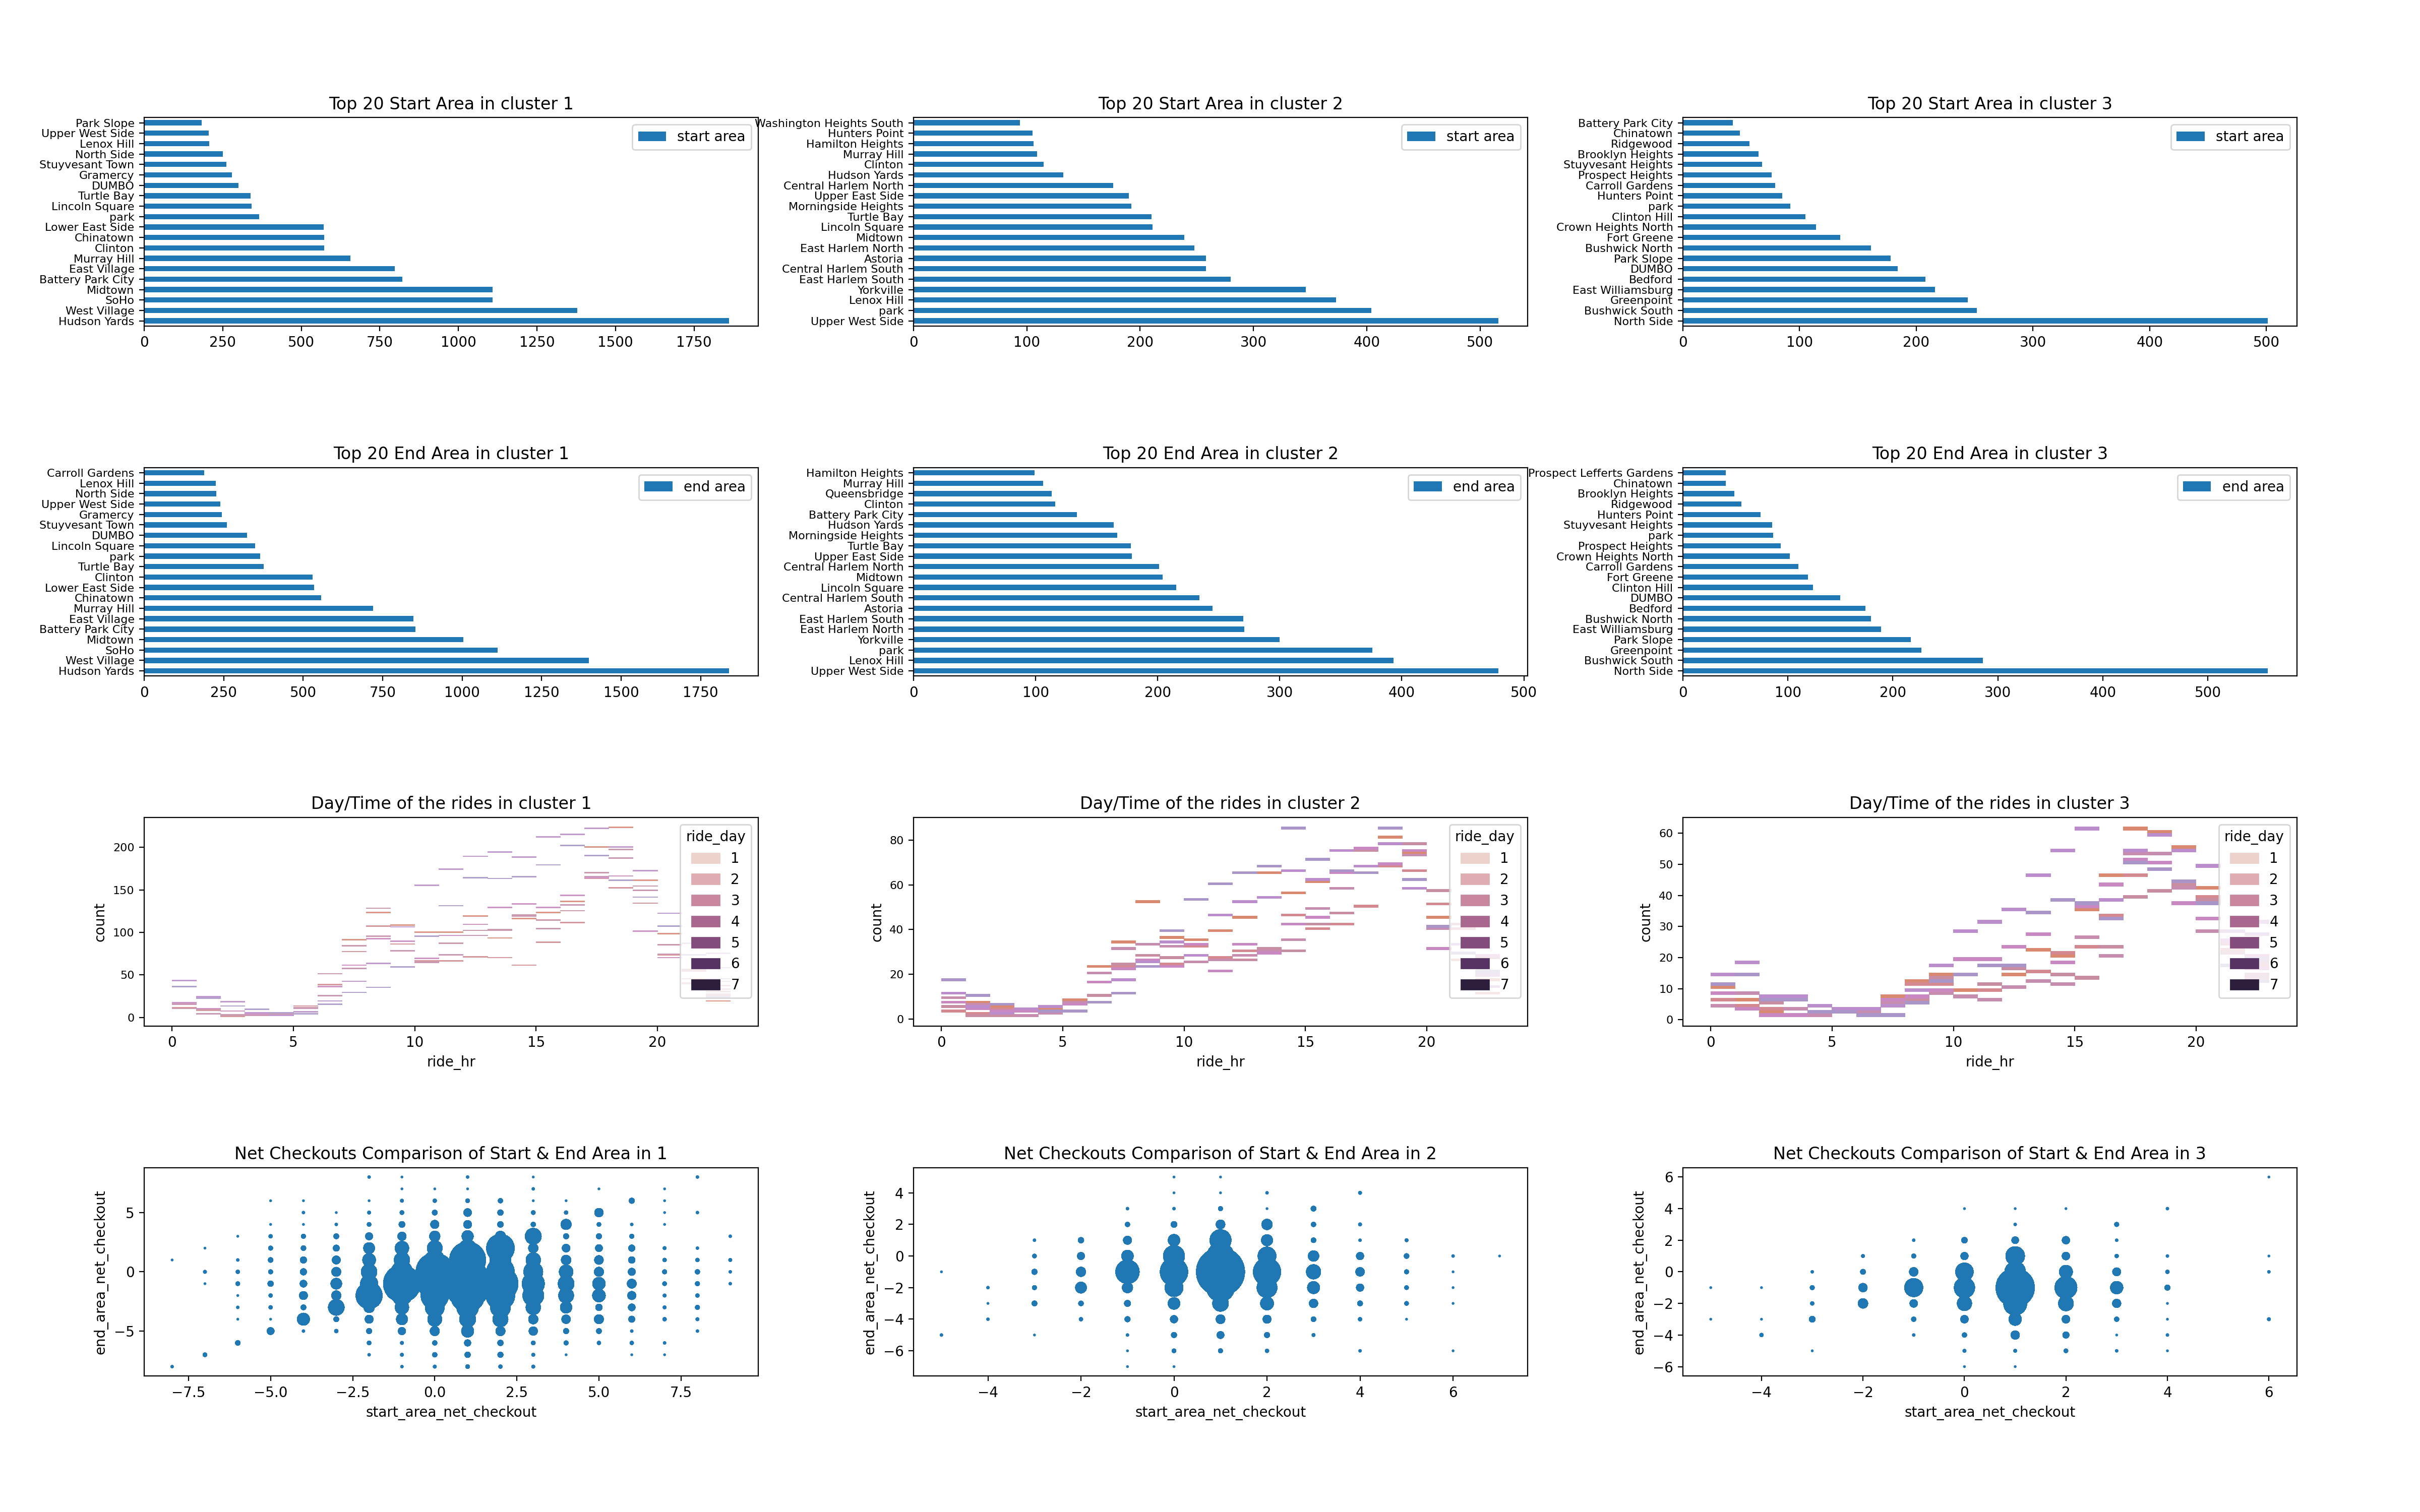 Top 20 Start Area in cluster 1
Park Slope
Upper West Side
Lenox Hill
North Side
Stuyvesant Town
Gramercy
DUMBO
Turtle Bay
Lincoln Square
park
Lower East Side
Chinatown
Clinton
Murray Hill
East Village
Battery Park City
Midtown
SoHo
West Village
Hudson Yards
start area
0 250 500 750 1000 1250 1500 1750
Top 20 Start Area in cluster 2
Washington Heights South
Hunters Point
Hamilton Heights
Murray Hill
Clinton
Hudson Yards
Central Harlem North
Upper East Side
Morningside Heights
Turtle Bay
Lincoln Square
Midtown
East Harlem North
Astoria
Central Harlem South
East Harlem South
Yorkville
Lenox Hill
park
Upper West Side
start area
0 100 200 300 400 500
Top 20 Start Area in cluster 3
Battery Park City
Chinatown
Ridgewood
Brooklyn Heights
Stuyvesant Heights
Prospect Heights
Carroll Gardens
Hunters Point
park
Clinton Hill
Crown Heights North
Fort Greene
Bushwick North
Park Slope
DUMBO
Bedford
East Williamsburg
Greenpoint
Bushwick South
North Side
start area
0 100 200 300 400 500
Top 20 End Area in cluster 1
Carroll Gardens
Lenox Hill
North Side
Upper West Side
Gramercy
Stuyvesant Town
DUMBO
Lincoln Square
park
Turtle Bay
Clinton
Lower East Side
Chinatown
Murray Hill
East Village
Battery Park City
Midtown
SoHo
West Village
Hudson Yards
end area
0 250 500 750 1000 1250 1500 1750
Top 20 End Area in cluster 2
Hamilton Heights
Murray Hill
Queensbridge
Clinton
Battery Park City
Hudson Yards
Morningside Heights
Turtle Bay
Upper East Side
Central Harlem North
Midtown
Lincoln Square
Central Harlem South
Astoria
East Harlem South
East Harlem North
Yorkville
park
Lenox Hill
Upper West Side
end area
0 100 200 300 400 500
Top 20 End Area in cluster 3
Prospect Lefferts Gardens
Chinatown
Brooklyn Heights
Ridgewood
Hunters Point
Stuyvesant Heights
park
Prospect Heights
Crown Heights North
Carroll Gardens
Fort Greene
Clinton Hill
DUMBO
Bedford
Bushwick North
East Williamsburg
Park Slope
Greenpoint
Bushwick South
North Side
end area
0 100 200 300 400 500
Day/Time of the rides in cluster 1
count
200
150
100
50
0
ride_day
1
2
3
4
5
6
7
0 5 10 15 20
ride_hr
Day/Time of the rides in cluster 2
count
80
60
40
20
0
ride_day
1
2
3
4
5
6
7
0 5 10 15 20
ride_hr
Day/Time of the rides in cluster 3
count
60
50
40
30
20
10
0
ride_day
1
2
3
4
5
6
7
0 5 10 15 20
ride_hr
Net Checkouts Comparison of Start & End Area in 1
end_area_net_checkout
5
0
−5
−7.5 −5.0 −2.5 0.0 2.5 5.0 7.5
start_area_net_checkout
Net Checkouts Comparison of Start & End Area in 2
end_area_net_checkout
4
2
0
−2
−4
−6
−4 −2 0 2 4 6
start_area_net_checkout
Net Checkouts Comparison of Start & End Area in 3
end_area_net_checkout
6
4
2
0
−2
−4
−6
−4 −2 0 2 4 6
start_area_net_checkout